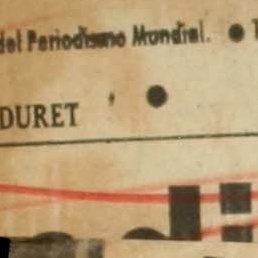 del Periodismo Mundial. ●
DURET ●